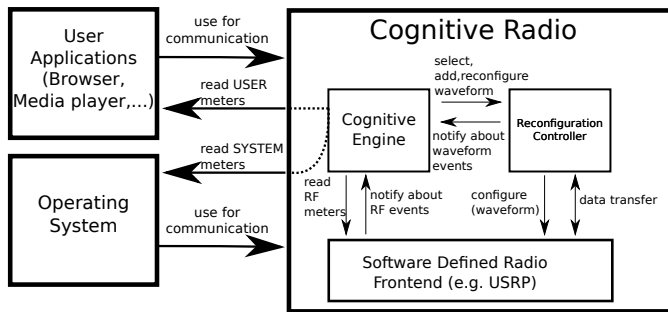 User
Applications
(Browser,
Media player,...)
use for
communication
read USER
meters
read SYSTEM
meters
Operating
System
use for
communication
Cognitive Radio
Cognitive
Engine
select,
add,reconfigure
waveform
notify about
waveform
events
Reconfiguration
Controller
read
RF
meters
notify about
RF events
configure
(waveform)
data transfer
Software Defined Radio
Frontend (e.g. USRP)